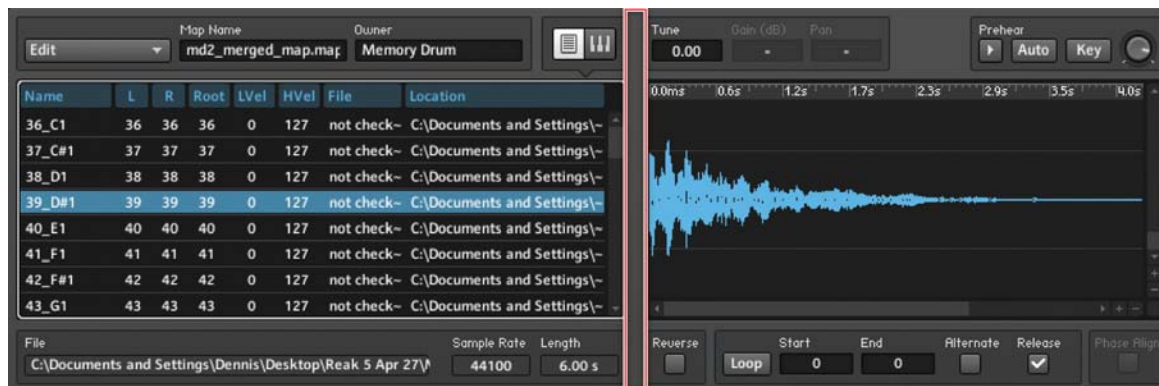 Map Name Owner
Edit md2_merged_map.map Memory Drum
Name L R Root LVel HVel File Location
36_C1 36 36 36 0 127 not check~ C:\Documents and Settings\~
37_C#1 37 37 37 0 127 not check~ C:\Documents and Settings\~
38_D1 38 38 38 0 127 not check~ C:\Documents and Settings\~
39_D#1 39 39 39 0 127 not check~ C:\Documents and Settings\~
40_E1 40 40 40 0 127 not check~ C:\Documents and Settings\~
41_F1 41 41 41 0 127 not check~ C:\Documents and Settings\~
42_F#1 42 42 42 0 127 not check~ C:\Documents and Settings\~
43_G1 43 43 43 0 127 not check~ C:\Documents and Settings\~
File Sample Rate Length
C:\Documents and Settings\Dennis\Desktop\Reak 5 Apr 27\ 44100 6.00 s
Tune Gain (dB) Pan Prehear
0.00 - - Auto Key
0.0ms 0.6s 1.2s 1.7s 2.3s 2.9s 3.5s 4.0s
Reverse Start End Alternate Release Phase Align
Loop 0 0